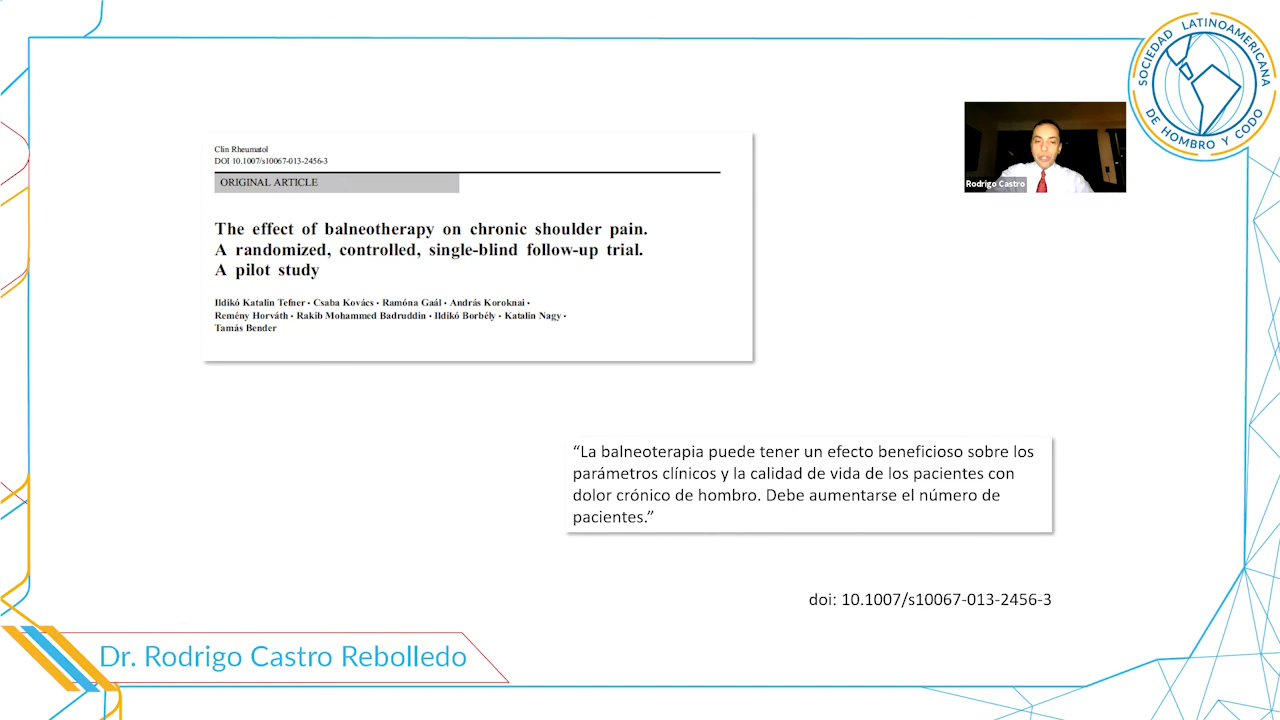 SOCIEDAD LATINOAMERICANA
DE HOMBRO Y CODO
Rodrigo Castro
Clin Rheumatol
DOI 10.1007/s10067-013-2456-3
ORIGINAL ARTICLE
The effect of balneotherapy on chronic shoulder pain.
A randomized, controlled, single-blind follow-up trial.
A pilot study
Ildikó Katalin Tefner · Csaba Kovács · Ramóna Gaál · András Koroknai ·
Remény Horváth · Rakib Mohammed Badruddin · Ildikó Borbély · Katalin Nagy ·
Tamás Bender
“La balneoterapia puede tener un efecto beneficioso sobre los
parámetros clínicos y la calidad de vida de los pacientes con
dolor crónico de hombro. Debe aumentarse el número de
pacientes.”
doi: 10.1007/s10067-013-2456-3
Dr. Rodrigo Castro Rebolledo